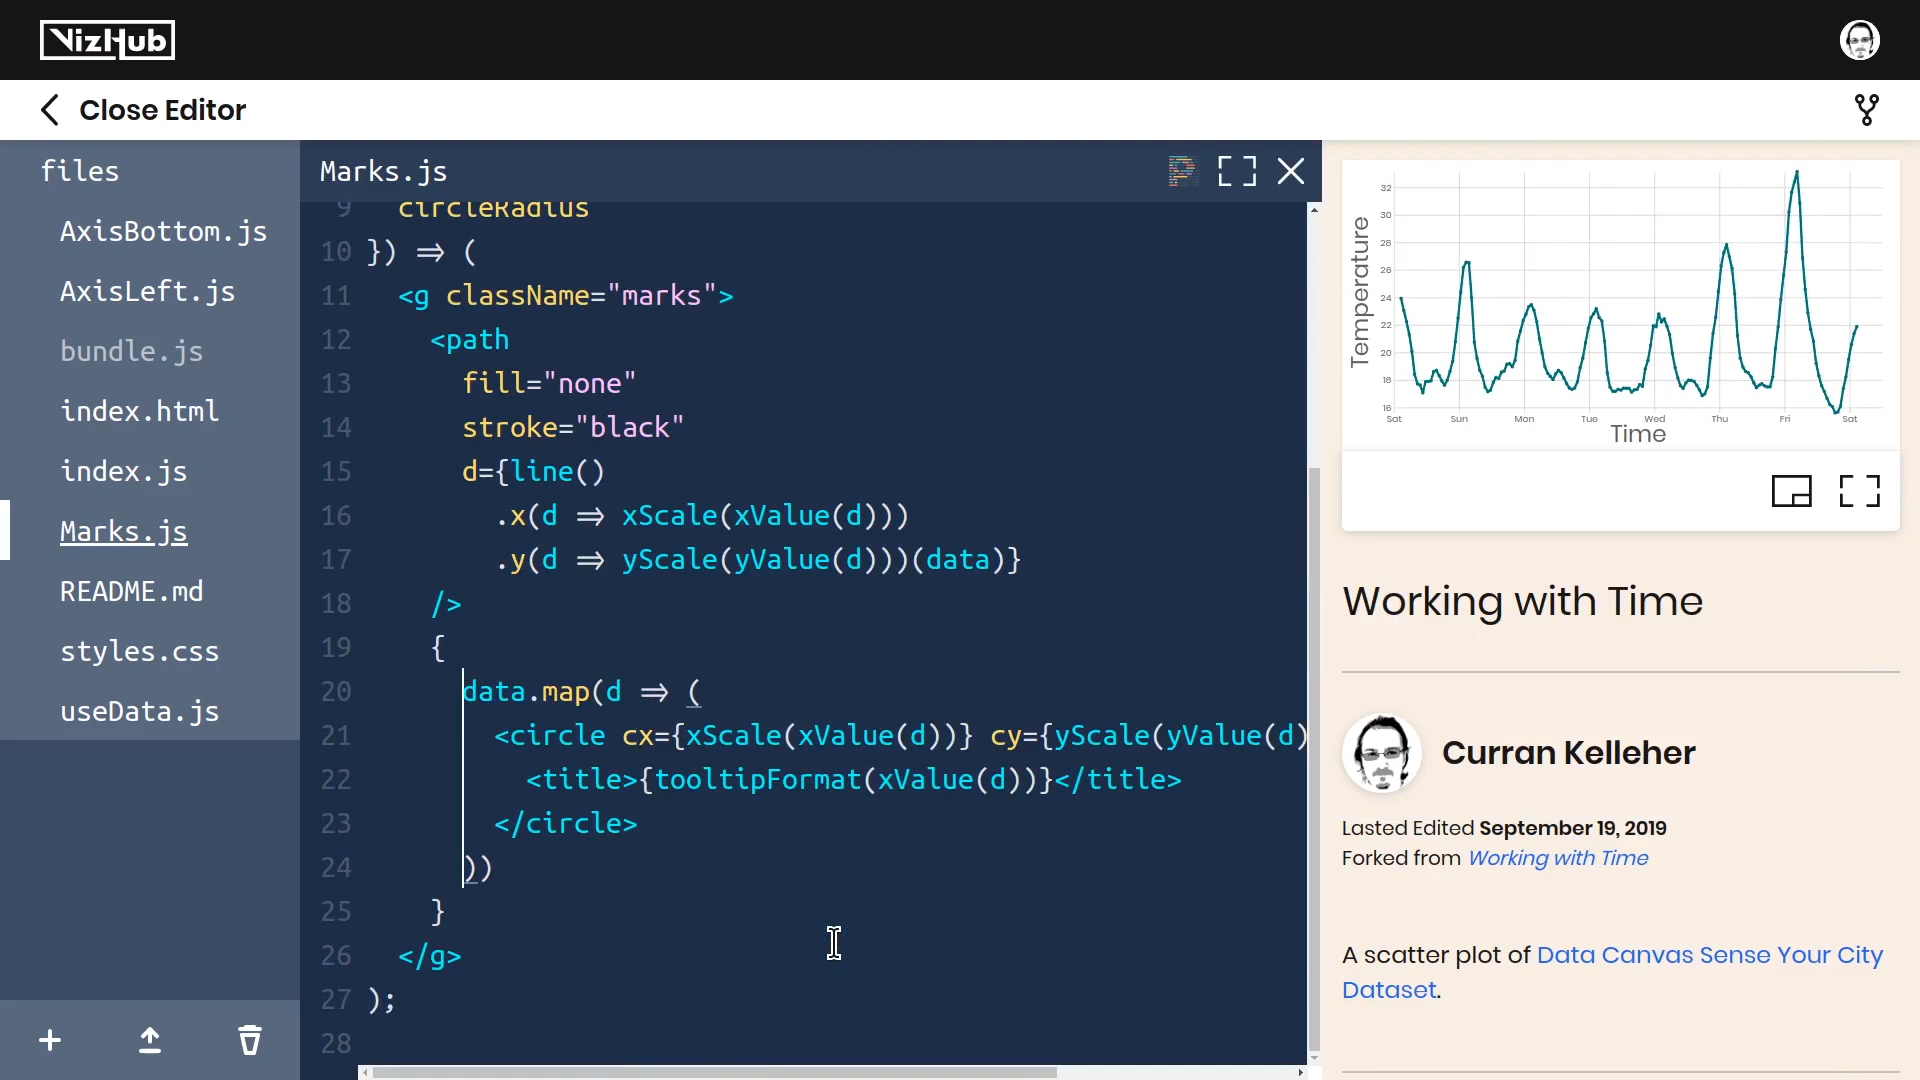 VizHub
Close Editor
files
AxisBottom.js
AxisLeft.js
bundle.js
index.html
index.js
Marks.js
README.md
styles.css
useData.js
Marks.js
9 circleRadius
10 }) => (
11 <g className="marks">
12 <path
13 fill="none"
14 stroke="black"
15 d={line()
16 .x(d => xScale(xValue(d)))
17 .y(d => yScale(yValue(d)))(data)}
18 />
19 {
20 data.map(d => (
21 <circle cx={xScale(xValue(d))} cy={yScale(yValue(d)
22 <title>{tooltipFormat(xValue(d))}</title>
23 </circle>
24 ))
25 }
26 </g>
27 );
28
Temperature
32
30
28
26
24
22
20
18
16
Sat Sun Mon Tue Wed Thu Fri Sat
Time
Working with Time
Curran Kelleher
Lasted Edited September 19, 2019
Forked from Working with Time
A scatter plot of Data Canvas Sense Your City
Dataset.